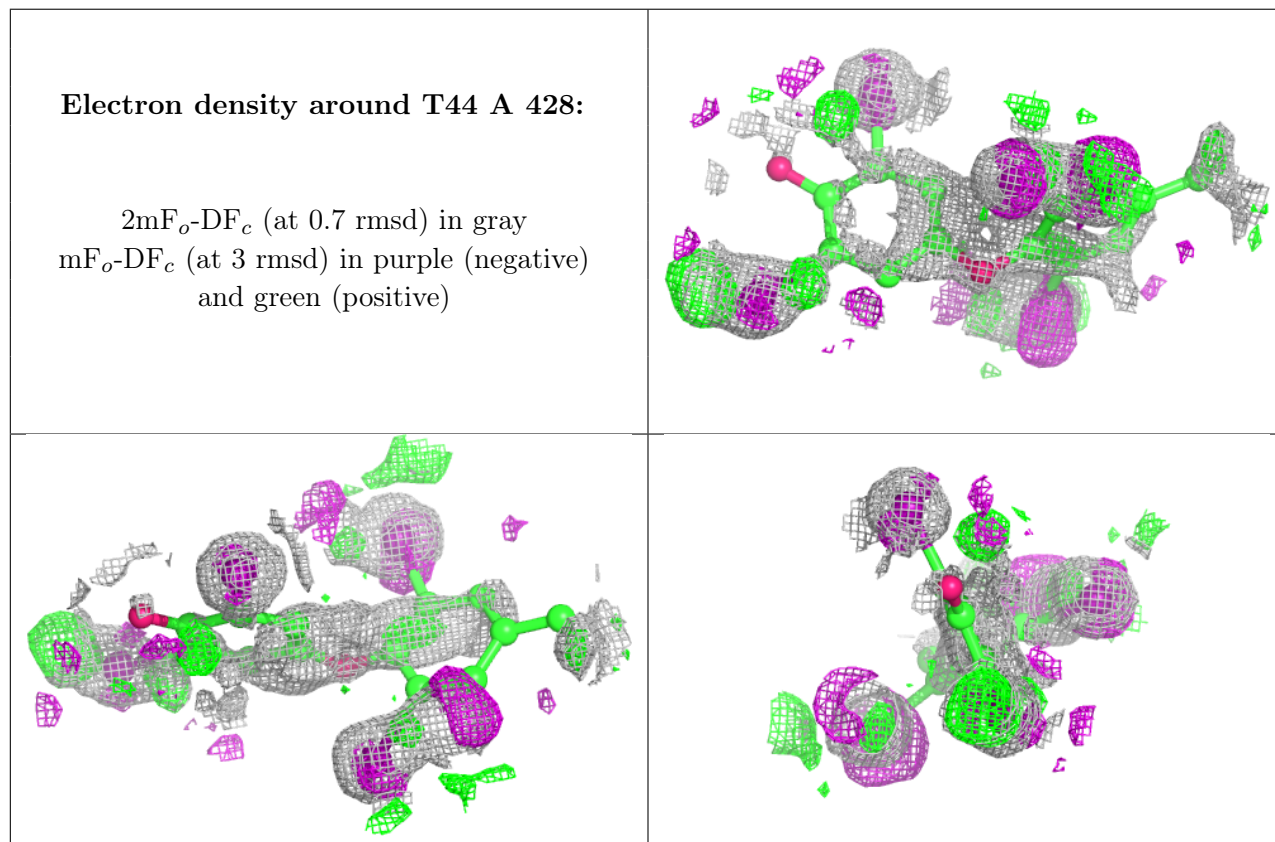 Electron density around T44 A 428:
2mFo-DFc (at 0.7 rmsd) in gray
mFo-DFc (at 3 rmsd) in purple (negative)
and green (positive)